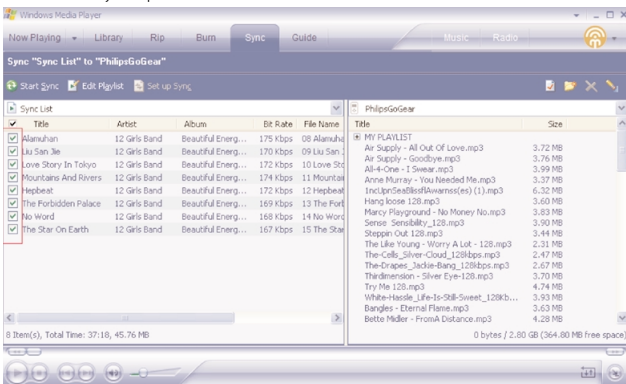 Windows Media Player
Now Playing Library Rip Burn Sync Guide Music Radio
Sync "Sync List" to "PhilipsGoGear"
Start Sync Edit Playlist Set up Sync
Sync List
Title Artist Album Bit Rate File Name
Alamuhan 12 Girls Band Beautiful Energ... 175 Kbps 08 Alamuha
Liu San Jie 12 Girls Band Beautiful Energ... 170 Kbps 09 Liu San
Love Story In Tokyo 12 Girls Band Beautiful Energ... 172 Kbps 10 Love Sto
Mountains And Rivers 12 Girls Band Beautiful Energ... 174 Kbps 11 Mountai
Hepbeat 12 Girls Band Beautiful Energ... 172 Kbps 12 Hepbeat
The Forbidden Palace 12 Girls Band Beautiful Energ... 169 Kbps 13 The Forb
No Word 12 Girls Band Beautiful Energ... 168 Kbps 14 No Word
The Star On Earth 12 Girls Band Beautiful Energ... 167 Kbps 15 The Star
8 Item(s), Total Time: 37:18, 45.76 MB
PhilipsGoGear
Title Size
MY PLAYLIST
Air Supply - All Out Of Love.mp3 3.72 MB
Air Supply - Goodbye.mp3 3.76 MB
All-4-One - I Swear.mp3 3.99 MB
Anne Murray - You Needed Me.mp3 3.37 MB
1ncUpnSeaBlissflAwarnss(es) (1).mp3 6.32 MB
Hang loose 128.mp3 3.60 MB
Marcy Playground - No Money No.mp3 3.83 MB
Sense Sensibility_128.mp3 3.90 MB
Steppin Out 128.mp3 3.44 MB
The Like Young - Worry A Lot - 128.mp3 2.31 MB
The-Cells_Silver-Cloud_128kbps.mp3 2.47 MB
The-Drapes_Jackie-Bang_128kbps.mp3 2.67 MB
Thirdimension - Silver Eye-128.mp3 3.70 MB
Try Me 128.mp3 4.74 MB
White-Hassle_Life-Is-Still-Sweet_128kb... 3.93 MB
Bangles - Eternal Flame.mp3 3.63 MB
Bette Midler - FromA Distance.mp3 4.28 MB
0 bytes / 2.80 GB (364.80 MB free space)